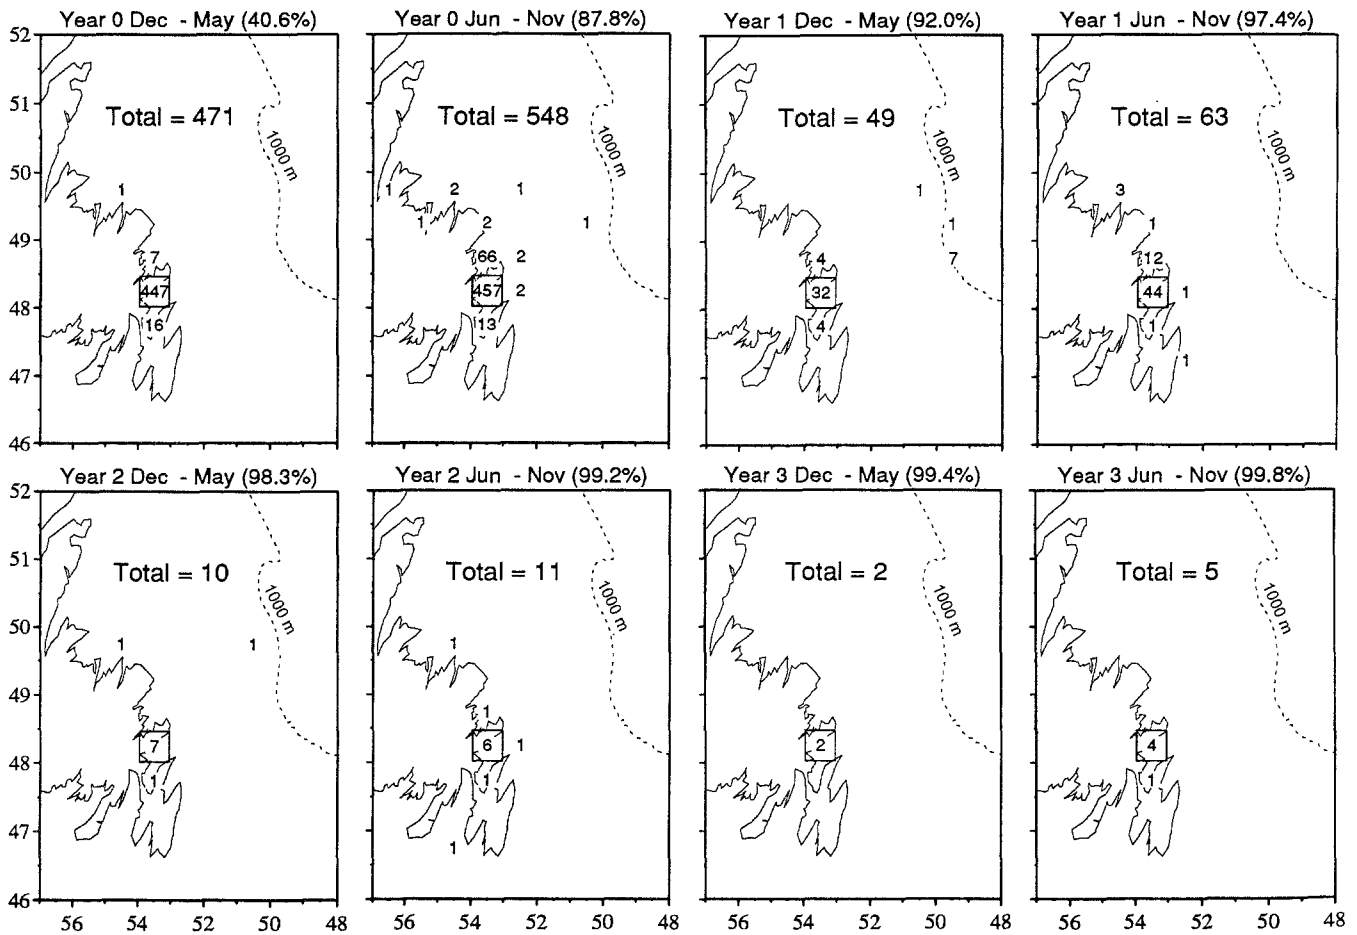 Year 0 Dec - May (40.6%) Year 0 Jun - Nov (87.8%) Year 1 Dec - May (92.0%) Year 1 Jun - Nov (97.4%)
52
51
Total = 471 Total = 548 Total = 49 Total = 63
1000 m 1000 m 1000 m 1000 m
50
1 1 2 1 1 3
1 2 1 1 1
49
7 66 2 4 7 12
447 457 2 32 44 1
48
16 13 4 1
1
47
46
Year 2 Dec - May (98.3%) Year 2 Jun - Nov (99.2%) Year 3 Dec - May (99.4%) Year 3 Jun - Nov (99.8%)
52
51
Total = 10 Total = 11 Total = 2 Total = 5
1000 m 1000 m 1000 m 1000 m
50
1 1 1
49
1
7 6 1 2 4
48
1 1 1
47
1
46
56 54 52 50 48 56 54 52 50 48 56 54 52 50 48 56 54 52 50 48